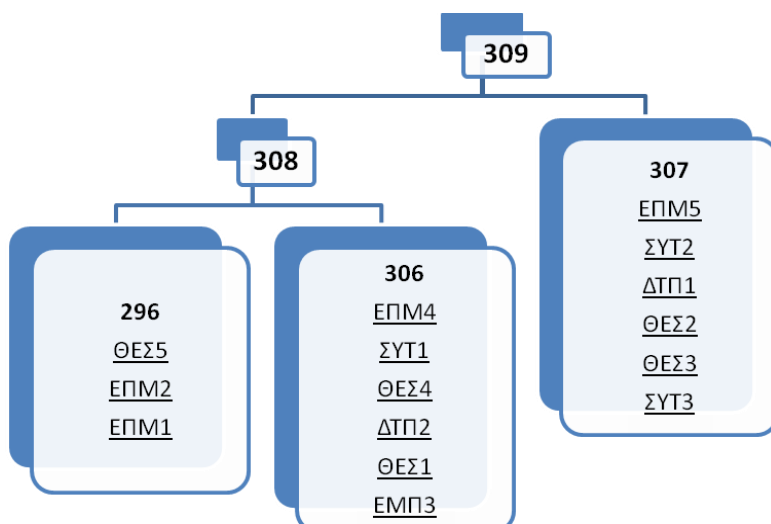 309
308
307
ΕΠΜ5
ΣΥΤ2
ΔΤΠ1
ΘΕΣ2
ΘΕΣ3
ΣΥΤ3
296
ΘΕΣ5
ΕΠΜ2
ΕΠΜ1
306
ΕΠΜ4
ΣΥΤ1
ΘΕΣ4
ΔΤΠ2
ΘΕΣ1
ΕΜΠ3